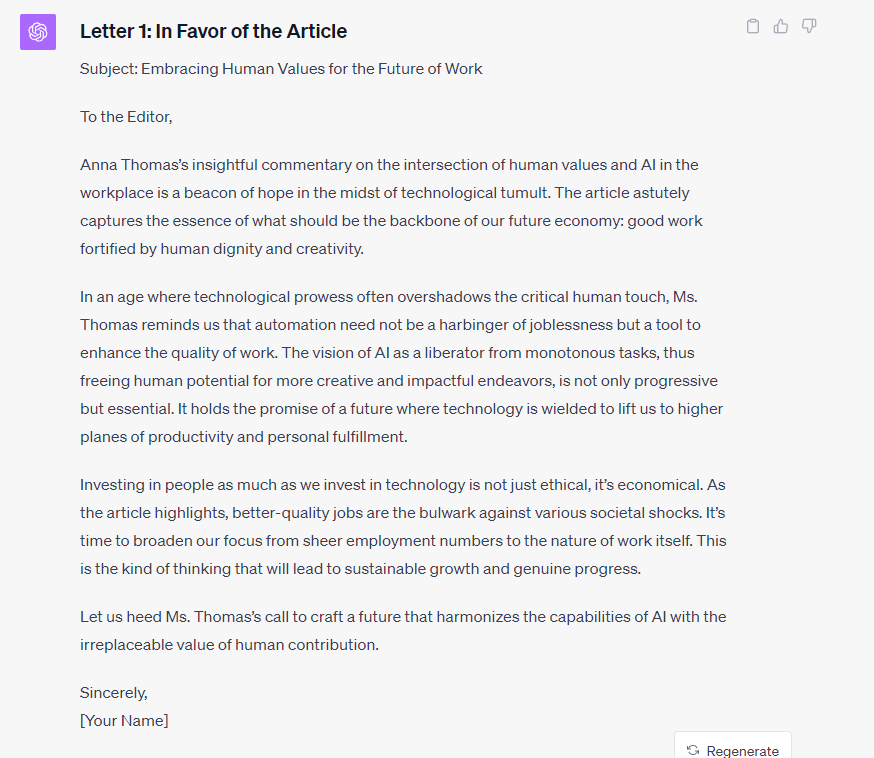 Letter 1: In Favor of the Article
Subject: Embracing Human Values for the Future of Work
To the Editor,
Anna Thomas’s insightful commentary on the intersection of human values and AI in the
workplace is a beacon of hope in the midst of technological tumult. The article astutely
captures the essence of what should be the backbone of our future economy: good work
fortified by human dignity and creativity.
In an age where technological prowess often overshadows the critical human touch, Ms.
Thomas reminds us that automation need not be a harbinger of joblessness but a tool to
enhance the quality of work. The vision of AI as a liberator from monotonous tasks, thus
freeing human potential for more creative and impactful endeavors, is not only progressive
but essential. It holds the promise of a future where technology is wielded to lift us to higher
planes of productivity and personal fulfillment.
Investing in people as much as we invest in technology is not just ethical, it’s economical. As
the article highlights, better-quality jobs are the bulwark against various societal shocks. It’s
time to broaden our focus from sheer employment numbers to the nature of work itself. This
is the kind of thinking that will lead to sustainable growth and genuine progress.
Let us heed Ms. Thomas’s call to craft a future that harmonizes the capabilities of AI with the
irreplaceable value of human contribution.
Sincerely,
[Your Name]
Regenerate